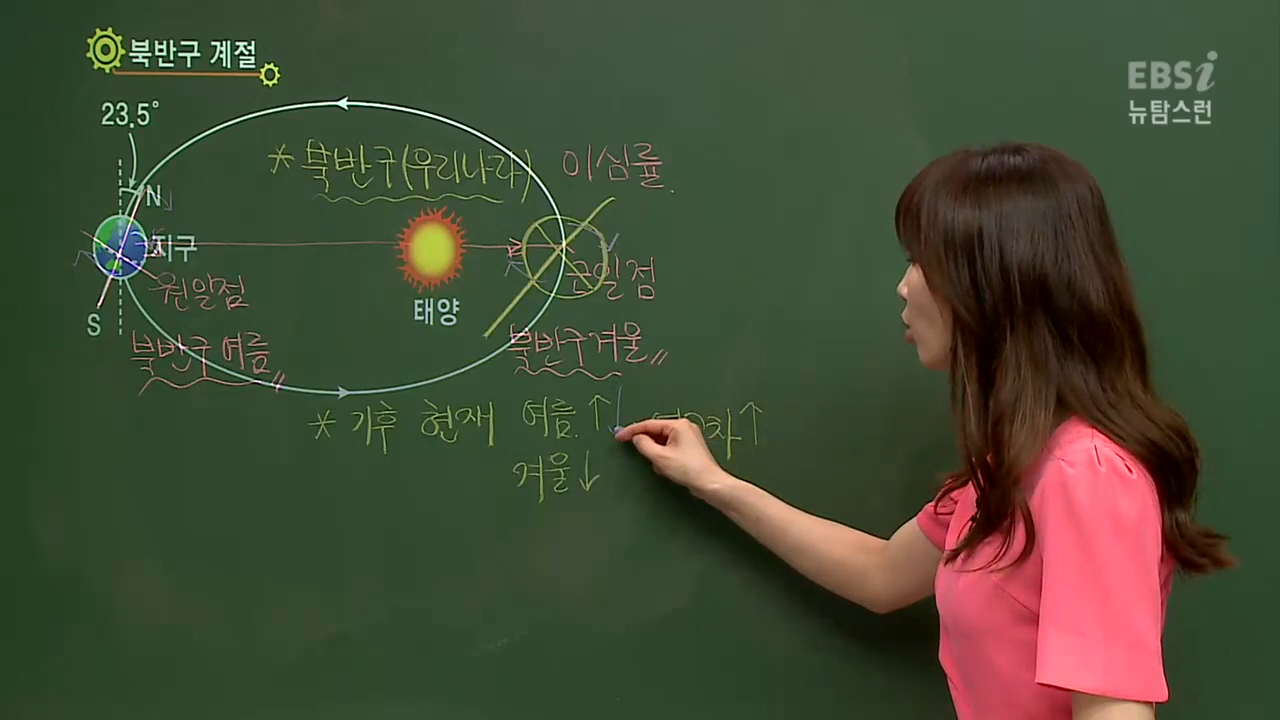 북반구 계절
EBSi
뉴탐스런
23.5°
* 북반구(우리나라) 이심률.
N
지구
원일점
근일점
태양
S
북반구 여름
북반구겨울
* 기후 현재 여름. ↑
겨울 ↓